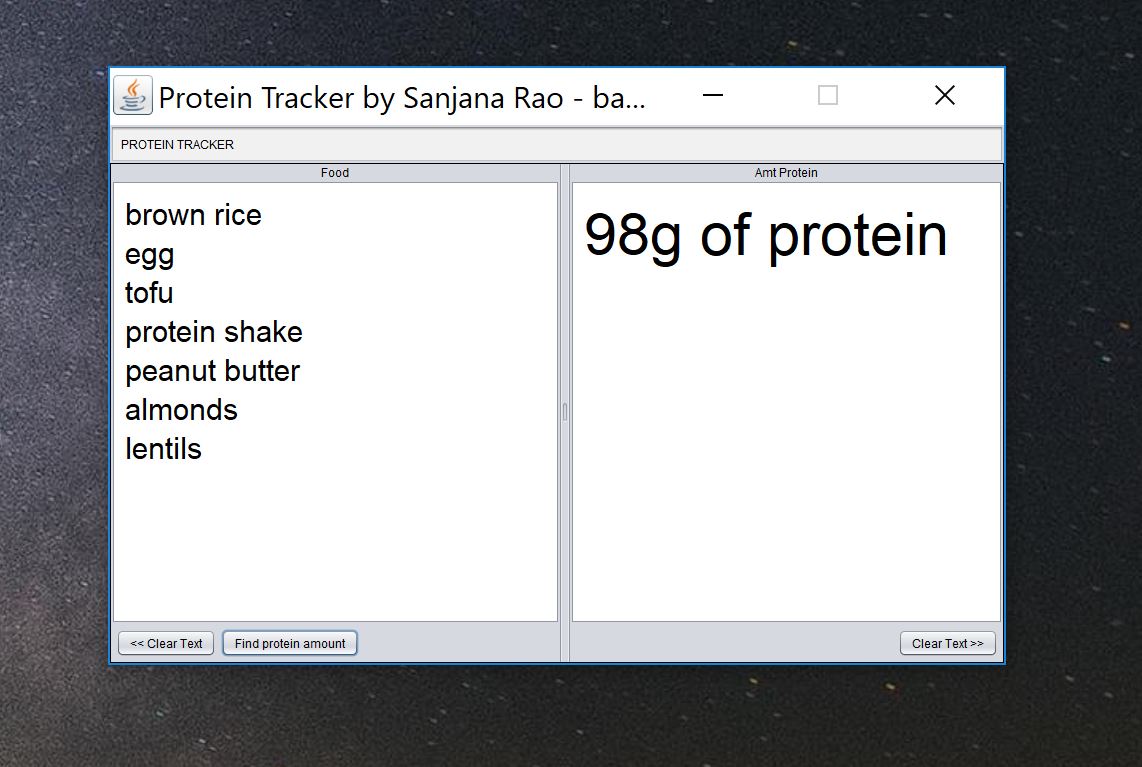 Protein Tracker by Sanjana Rao - ba...
PROTEIN TRACKER
Food
brown rice
egg
tofu
protein shake
peanut butter
almonds
lentils
<< Clear Text
Find protein amount
Amt Protein
98g of protein
Clear Text >>